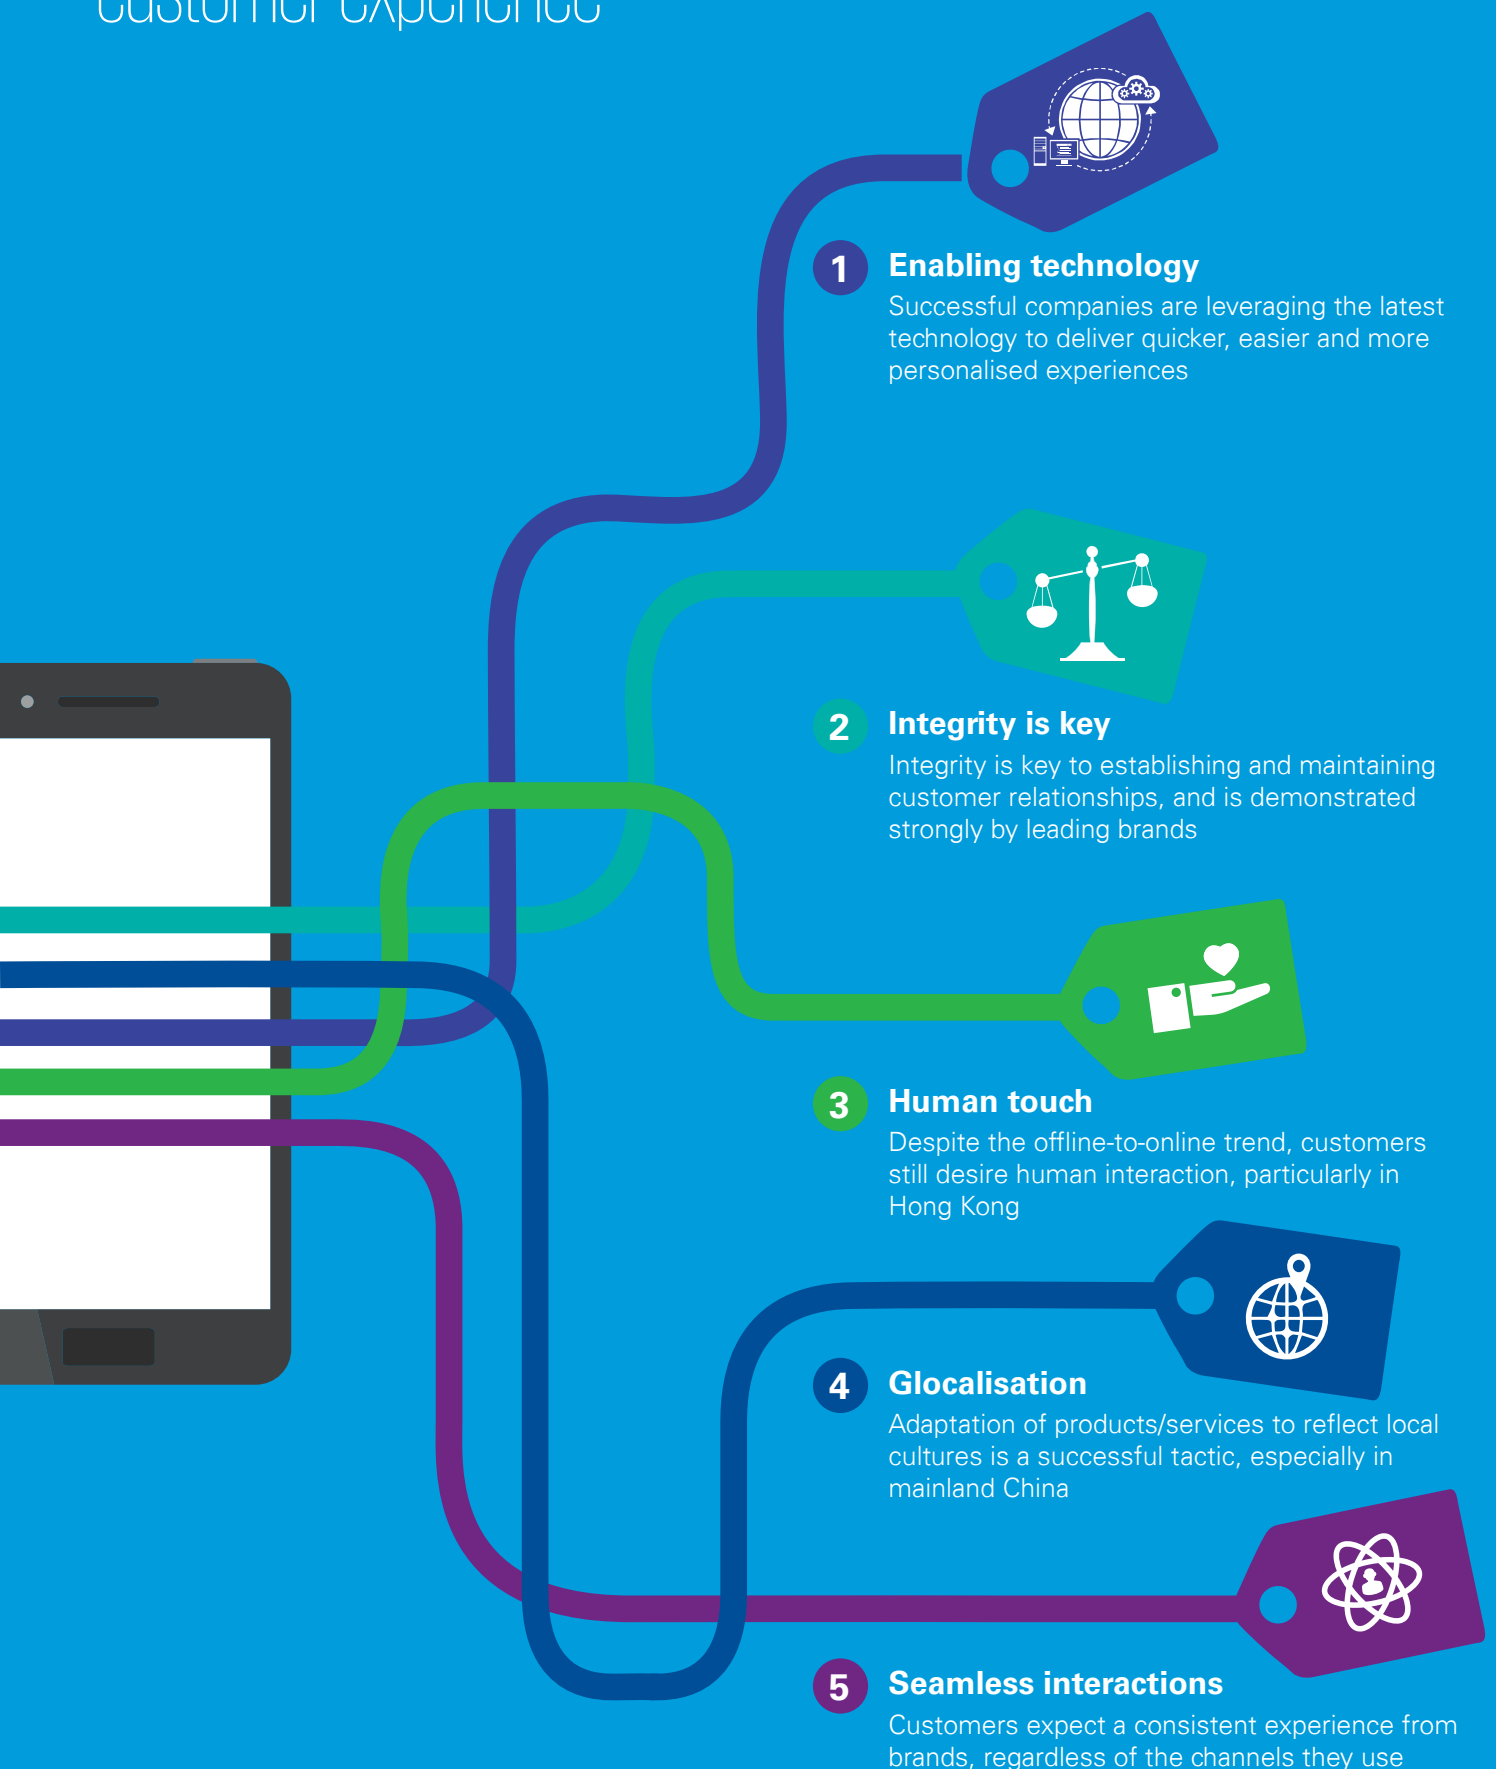 customer experience
1 Enabling technology
Successful companies are leveraging the latest
technology to deliver quicker, easier and more
personalised experiences
2 Integrity is key
Integrity is key to establishing and maintaining
customer relationships, and is demonstrated
strongly by leading brands
3 Human touch
Despite the offline-to-online trend, customers
still desire human interaction, particularly in
Hong Kong
4 Glocalisation
Adaptation of products/services to reflect local
cultures is a successful tactic, especially in
mainland China
5 Seamless interactions
Customers expect a consistent experience from
brands, regardless of the channels they use